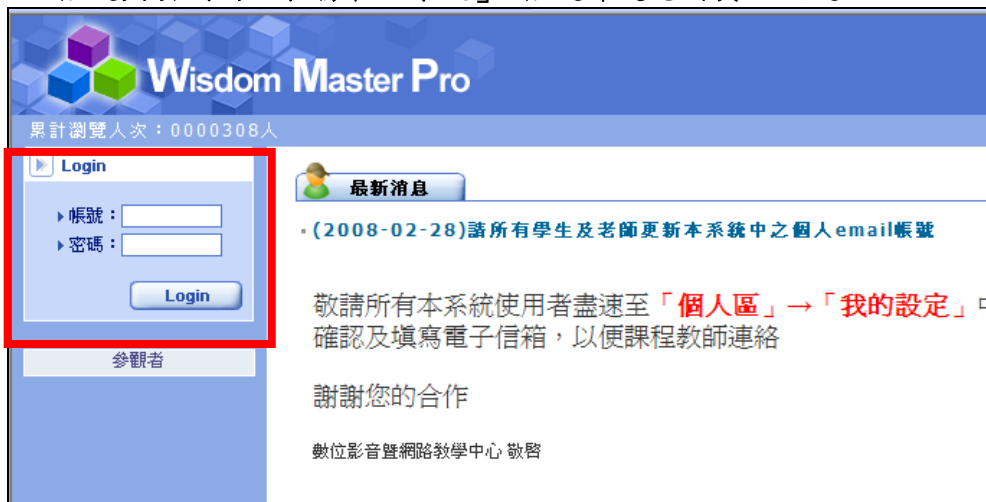 Wisdom Master Pro
累計瀏覽人次：0000308人
Login
帳號：
密碼：
Login
參觀者
最新消息
(2008-02-28)請所有學生及老師更新本系統中之個人email帳號
敬請所有本系統使用者盡速至「個人區」→「我的設定」
確認及填寫電子信箱，以便課程教師連絡
謝謝您的合作
數位影音暨網路教學中心 敬啓